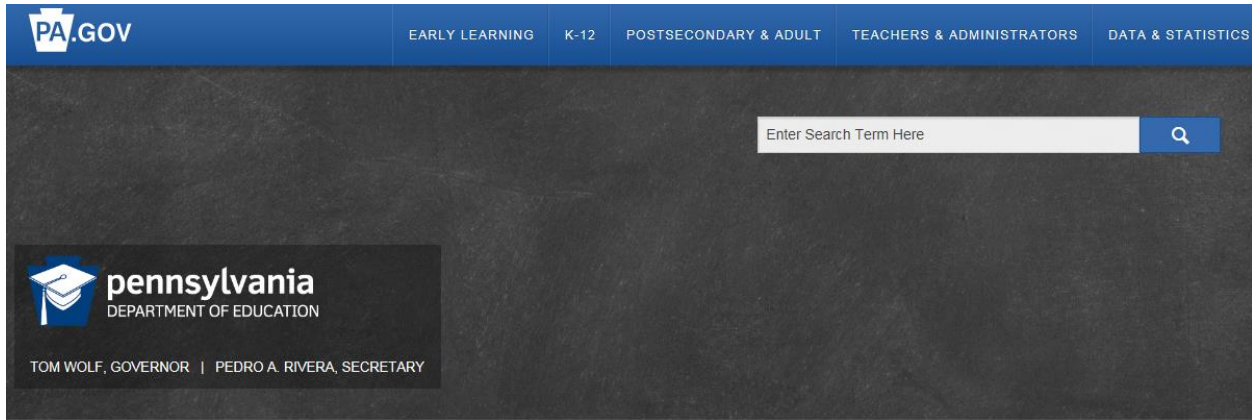 PA.GOV
EARLY LEARNING
K-12
POSTSECONDARY & ADULT
TEACHERS & ADMINISTRATORS
DATA & STATISTICS
Enter Search Term Here
pennsylvania
DEPARTMENT OF EDUCATION
TOM WOLF, GOVERNOR | PEDRO A. RIVERA, SECRETARY